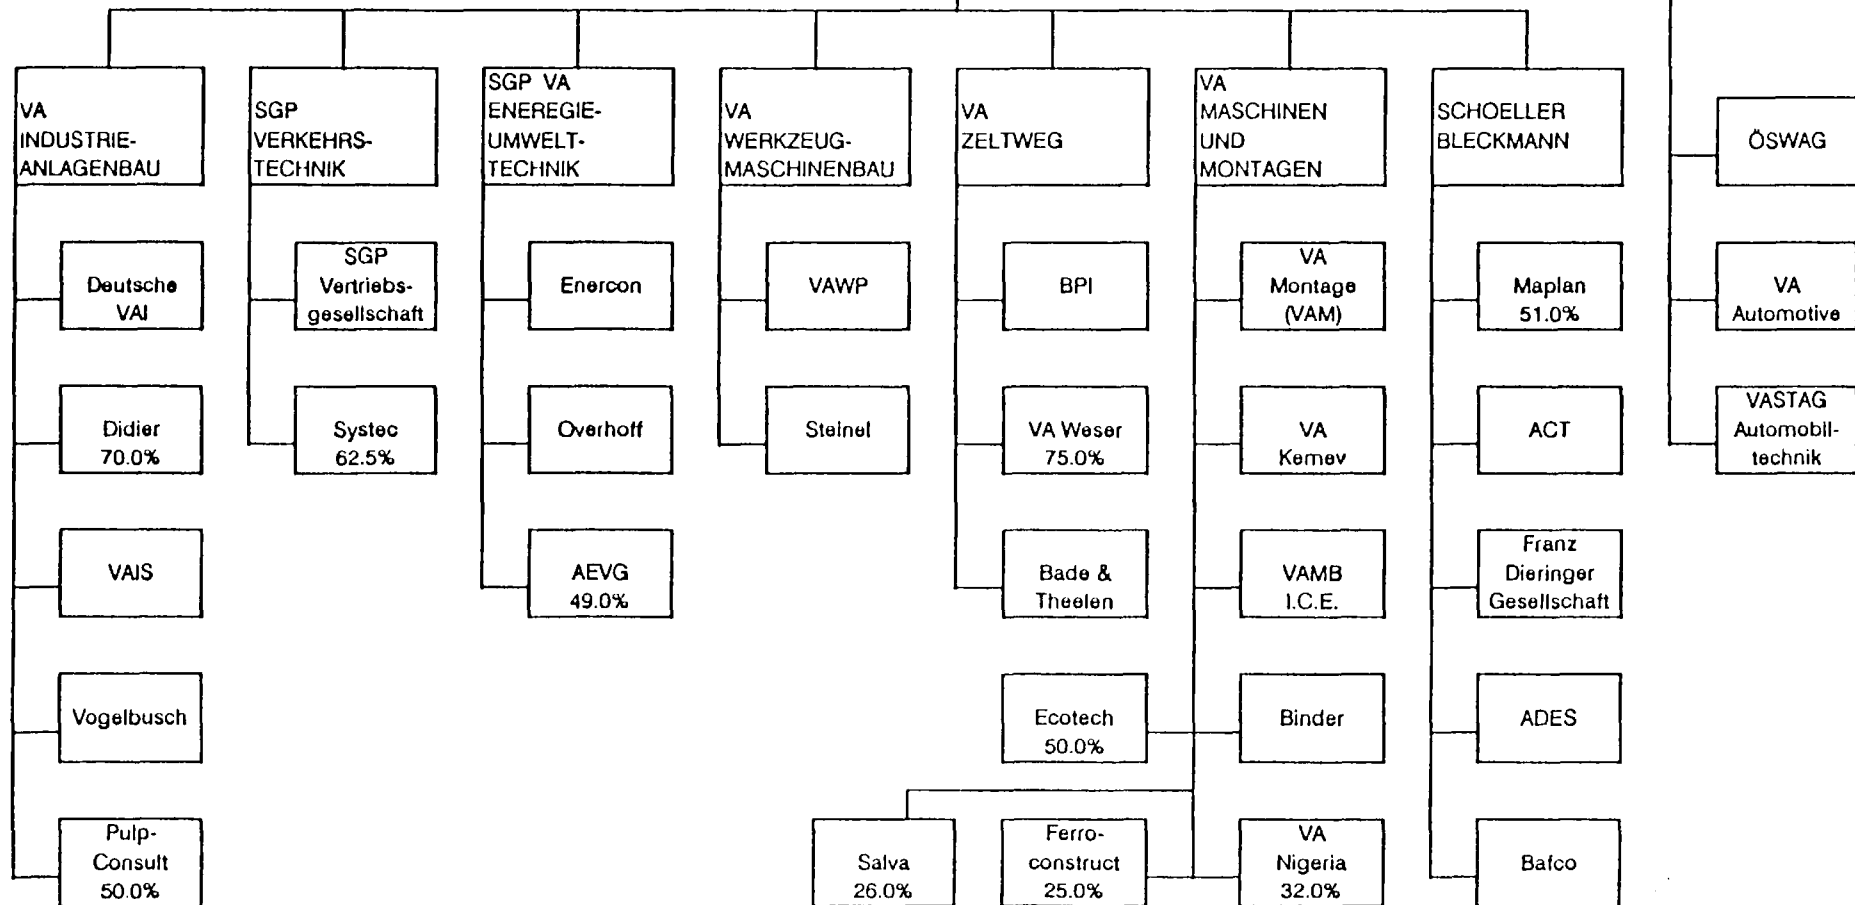 VA
INDUSTRIE-
ANLAGENBAU
SGP
VERKEHRS-
TECHNIK
SGP VA
ENEREGIE-
UMWELT-
TECHNIK
VA
WERKZEUG-
MASCHINENBAU
VA
ZELTWEG
VA
MASCHINEN
UND
MONTAGEN
SCHOELLER
BLECKMANN
ÖSWAG
Deutsche
VAI
SGP
Vertriebs-
gesellschaft
Enercon
VAWP
BPI
VA
Montage
(VAM)
Maplan
51.0%
VA
Automotive
Didier
70.0%
Systec
62.5%
Overhoff
Steinel
VA Weser
75.0%
VA
Kemev
ACT
VASTAG
Automobil-
technik
VAIS
AEVG
49.0%
Bade &
Theelen
VAMB
I.C.E.
Franz
Dieringer
Gesellschaft
Vogelbusch
Ecotech
50.0%
Binder
ADES
Pulp-
Consult
50.0%
Salva
26.0%
Ferro-
construct
25.0%
VA
Nigeria
32.0%
Bafco